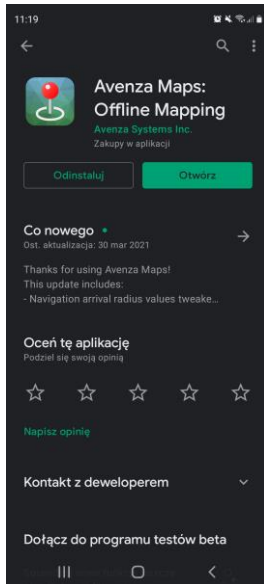 11:19
Avenza Maps:
Offline Mapping
Avenza Systems Inc.
Zakupy w aplikacji
Odinstaluj
Otwórz
Co nowego
Ost. aktualizacja: 30 mar 2021
Thanks for using Avenza Maps!
This update includes:
- Navigation arrival radius values tweake...
Oceń tę aplikację
Podziel się swoją opinią
Napisz opinię
Kontakt z deweloperem
Dołącz do programu testów beta